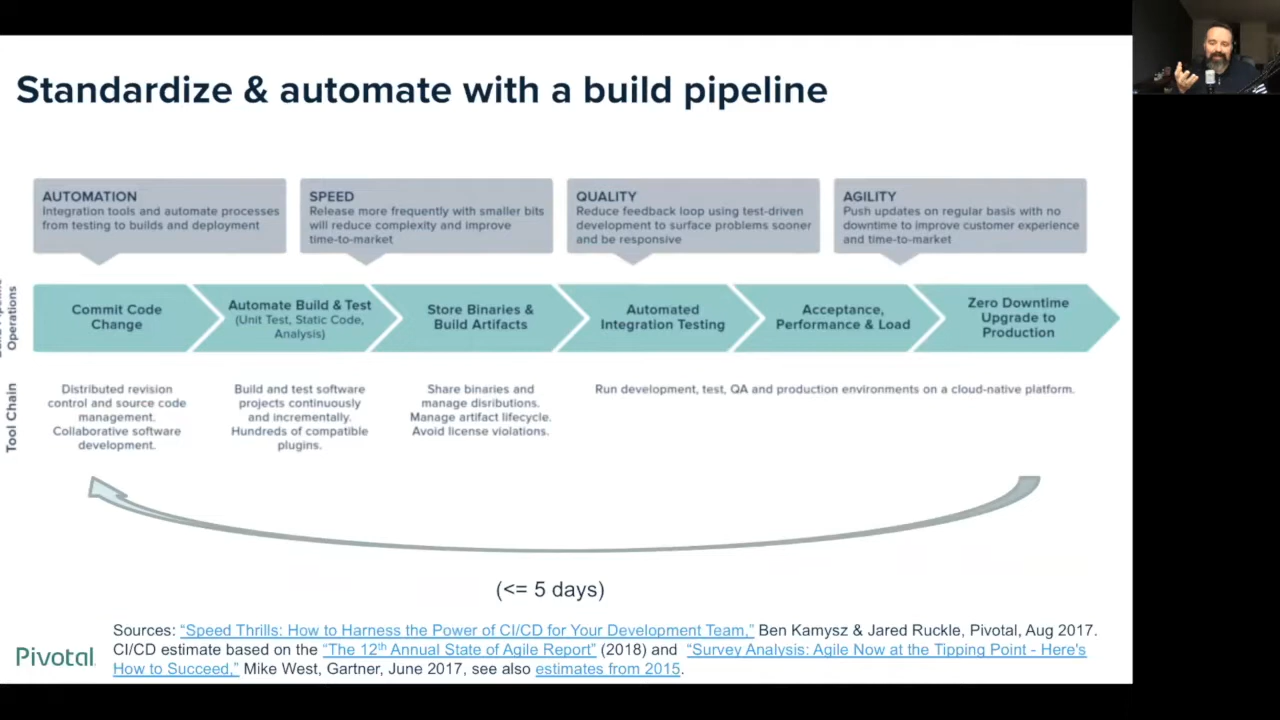 Standardize & automate with a build pipeline
AUTOMATION
Integration tools and automate processes
from testing to builds and deployment
SPEED
Release more frequently with smaller bits
will reduce complexity and improve
time-to-market
QUALITY
Reduce feedback loop using test-driven
development to surface problems sooner
and be responsive
AGILITY
Push updates on regular basis with no
downtime to improve customer experience
and time-to-market
Operations
Commit Code
Change
Automate Build & Test
(Unit Test, Static Code,
Analysis)
Store Binaries &
Build Artifacts
Automated
Integration Testing
Acceptance,
Performance & Load
Zero Downtime
Upgrade to
Production
Tool Chain
Distributed revision
control and source code
management.
Collaborative software
development.
Build and test software
projects continuously
and incrementally.
Hundreds of compatible
plugins.
Share binaries and
manage disributions.
Manage artifact lifecycle.
Avoid license violations.
Run development, test, QA and production environments on a cloud-native platform.
(<= 5 days)
Sources: “Speed Thrills: How to Harness the Power of CI/CD for Your Development Team,” Ben Kamysz & Jared Ruckle, Pivotal, Aug 2017.
CI/CD estimate based on the “The 12th Annual State of Agile Report” (2018) and “Survey Analysis: Agile Now at the Tipping Point - Here's
How to Succeed,” Mike West, Gartner, June 2017, see also estimates from 2015.
Pivotal